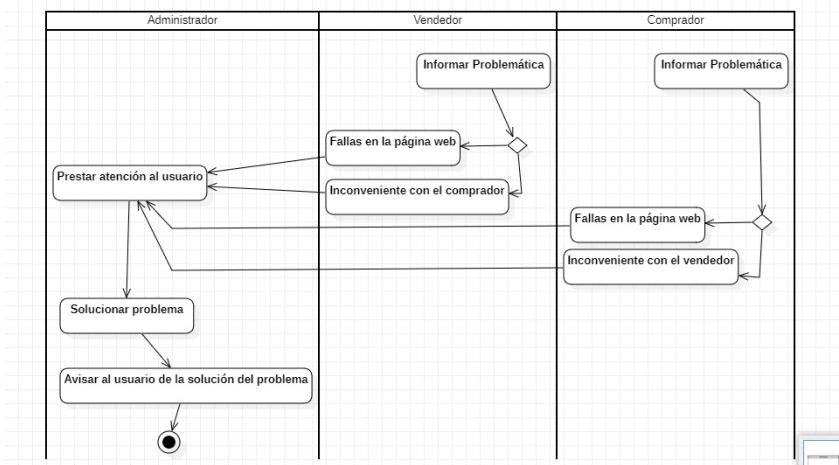 Administrador
Vendedor
Comprador
Informar Problemática
Informar Problemática
Fallas en la página web
Prestar atención al usuario
Inconveniente con el comprador
Fallas en la página web
Inconveniente con el vendedor
Solucionar problema
Avisar al usuario de la solución del problema